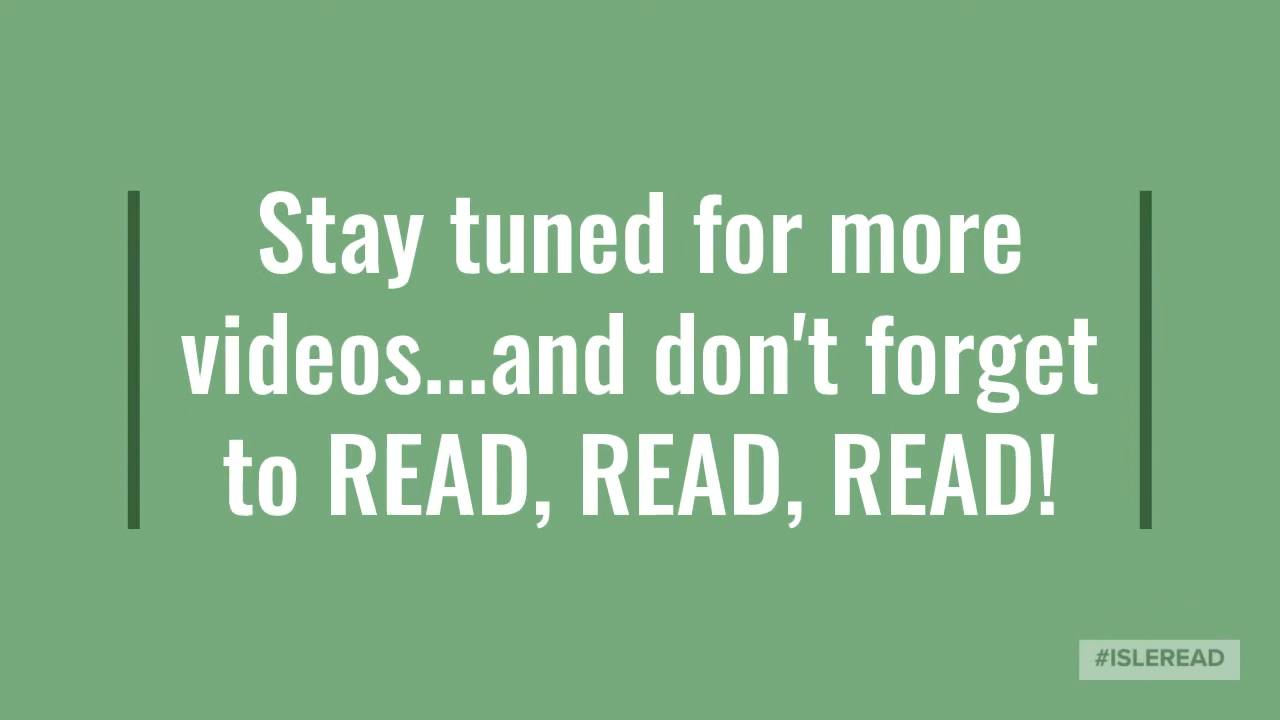 Stay tuned for more
videos...and don't forget
to READ, READ, READ!
#ISLEREAD